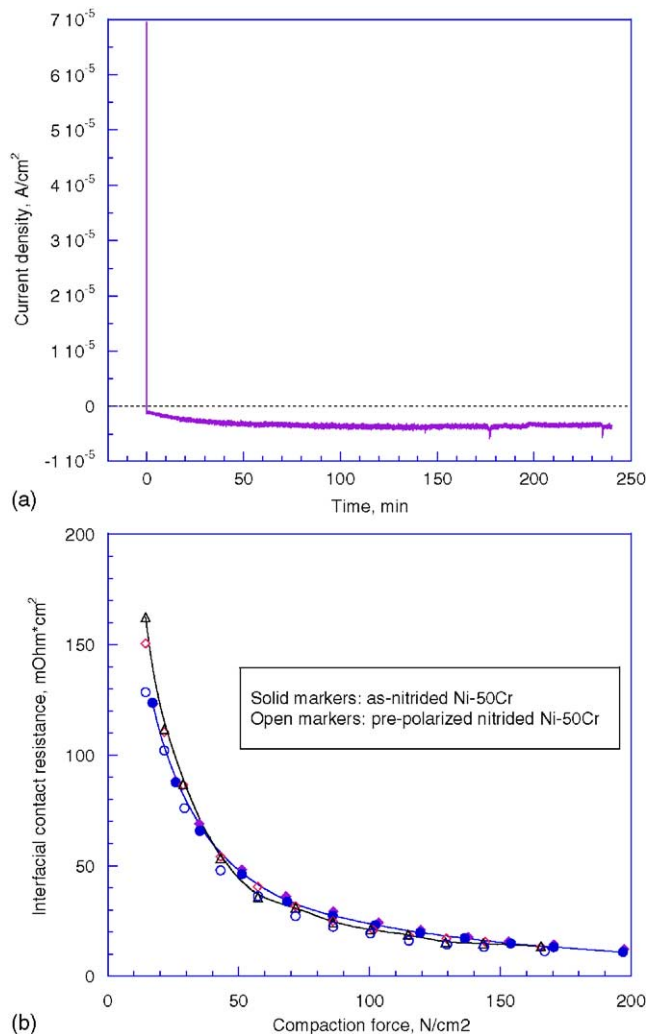 7 10⁻⁵
6 10⁻⁵
5 10⁻⁵
4 10⁻⁵
3 10⁻⁵
2 10⁻⁵
1 10⁻⁵
0
-1 10⁻⁵
Current density, A/cm²
0 50 100 150 200 250
Time, min
(a)
200
150
100
50
0
Interfacial contact resistance, mOhm*cm²
Solid markers: as-nitrided Ni-50Cr
Open markers: pre-polarized nitrided Ni-50Cr
0 50 100 150 200
Compaction force, N/cm2
(b)